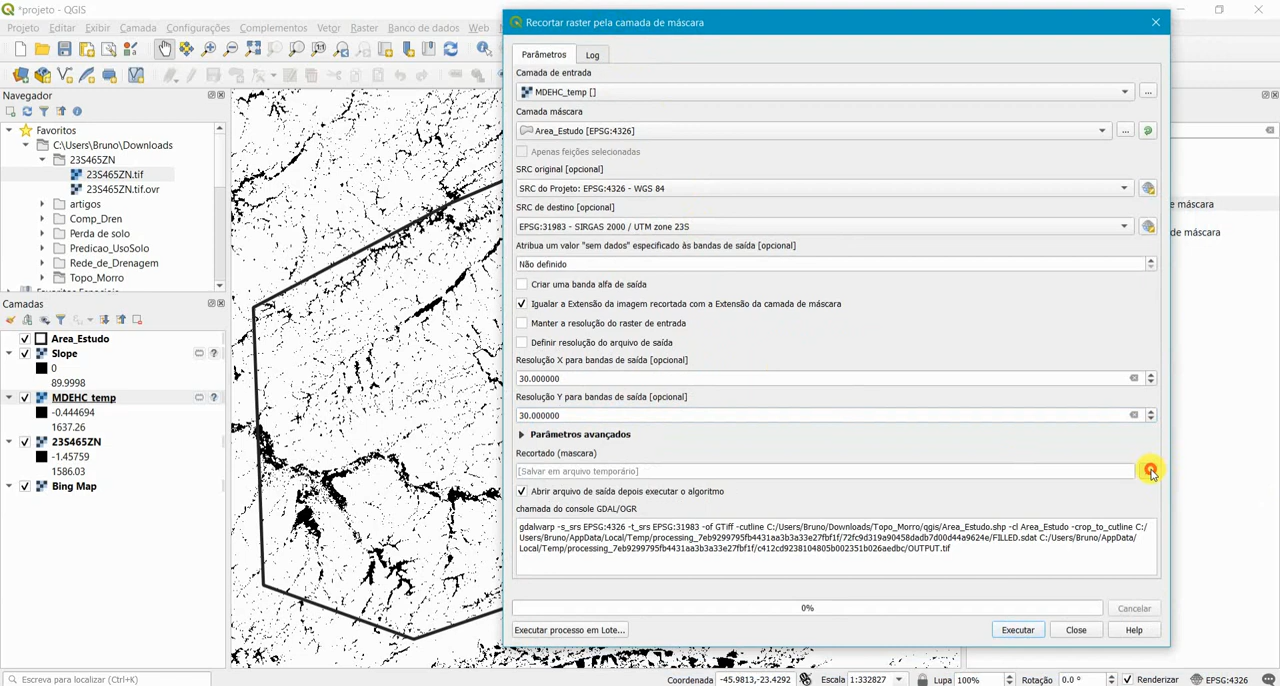 *projeto — QGIS
Projeto Editar Exibir Camada Configurações Complementos Vetor Raster Banco de dados Web
Navegador
Favoritos
C:\Users\Bruno\Downloads
23S465ZN
23S465ZN.tif
23S465ZN.tif.ovr
artigos
Comp_Dren
Perda de solo
Predicao_UsoSolo
Rede_de_Drenagem
Topo_Morro
Camadas
Area_Estudo
Slope
0
89.9998
MDEHC_temp
-0.444694
1637.26
23S465ZN
-1.45759
1586.03
Bing Map
Recortar raster pela camada de máscara
Parâmetros Log
Camada de entrada
MDEHC_temp []
Camada máscara
Area_Estudo [EPSG:4326]
Apenas feições selecionadas
SRC original [opcional]
SRC do Projeto: EPSG:4326 - WGS 84
SRC de destino [opcional]
EPSG:31983 - SIRGAS 2000 / UTM zone 23S
Atribua um valor "sem dados" especificado às bandas de saída [opcional]
Não definido
Criar uma banda alfa de saída
Igualar a Extensão da imagem recortada com a Extensão da camada de máscara
Manter a resolução do raster de entrada
Definir resolução do arquivo de saída
Resolução X para bandas de saída [opcional]
30.000000
Resolução Y para bandas de saída [opcional]
30.000000
Parâmetros avançados
Recortado (mascara)
[Salvar em arquivo temporário]
Abrir arquivo de saída depois executar o algoritmo
chamada do console GDAL/OGR
gdalwarp -s_srs EPSG:4326 -t_srs EPSG:31983 -of GTiff -cutline C:/Users/Bruno/Downloads/Topo_Morro/qgis/Area_Estudo.shp -cl Area_Estudo -crop_to_cutline C:/
Users/Bruno/AppData/Local/Temp/processing_7eb9299795fb4431aa3b3a33e27fbf1f/72fc9d319a90458dadb7d00d44a9624e/FILLED.sdat C:/Users/Bruno/AppData/
Local/Temp/processing_7eb9299795fb4431aa3b3a33e27fbf1f/c412cd9238104805b002351b026aedbc/OUTPUT.tif
0%
Cancelar
Executar processo em Lote...
Executar
Close
Help
e máscara
da de máscara
Escreva para localizar (Ctrl+K)
Coordenada -45.9813,-23.4292 Escala 1:332827 Lupa 100% Rotação 0.0 ° Renderizar EPSG:4326